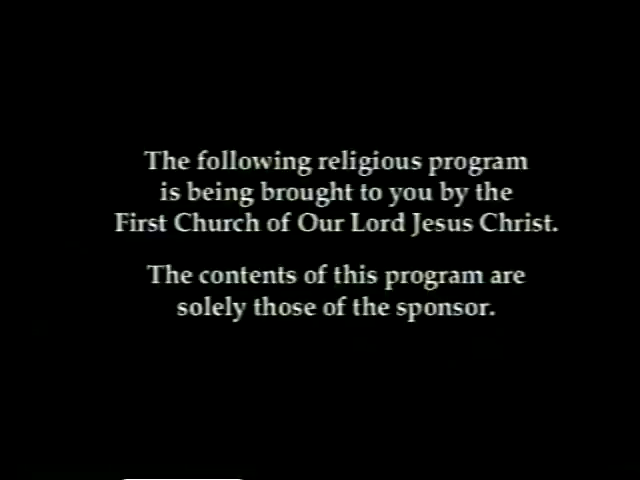 The following religious program
is being brought to you by the
First Church of Our Lord Jesus Christ.
The contents of this program are
solely those of the sponsor.